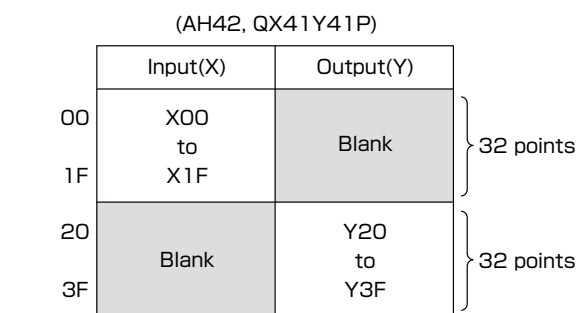 (AH42, QX41Y41P)
Input(X) Output(Y)
00 X00
to Blank 32 points
1F X1F
20 Y20
Blank to 32 points
3F Y3F